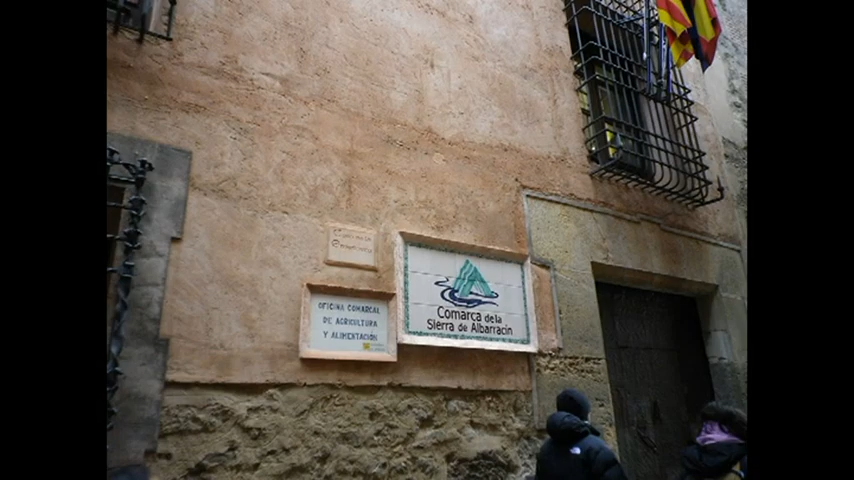 OFICINA COMARCAL
DE AGRICULTURA
Y ALIMENTACIÓN
Comarca de la
Sierra de Albarracín